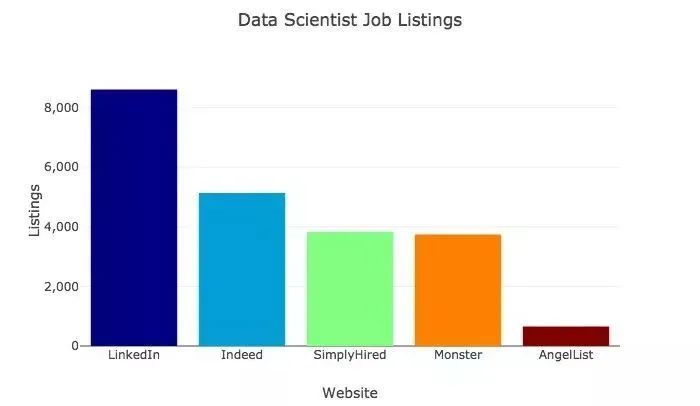 Data Scientist Job Listings
8,000
6,000
4,000
2,000
0
Listings
LinkedIn Indeed SimplyHired Monster AngelList
Website